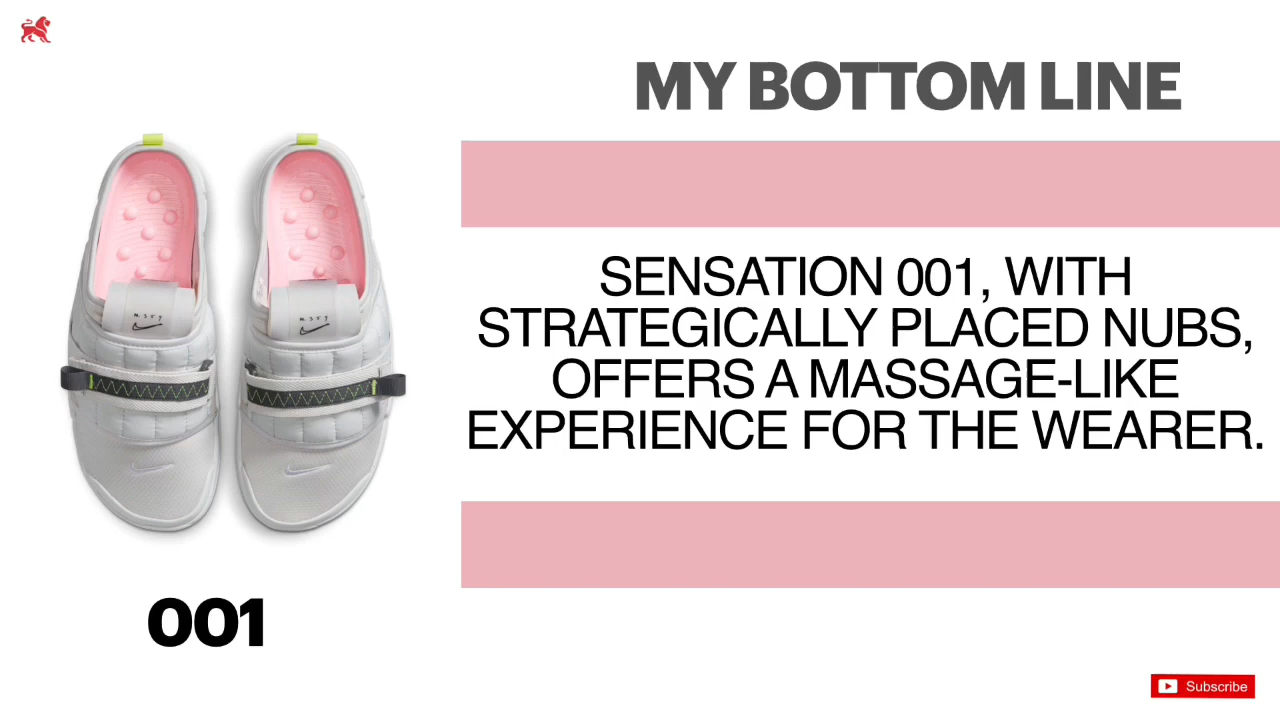 MY BOTTOM LINE
SENSATION 001, WITH
STRATEGICALLY PLACED NUBS,
OFFERS A MASSAGE-LIKE
EXPERIENCE FOR THE WEARER.
001
Subscribe